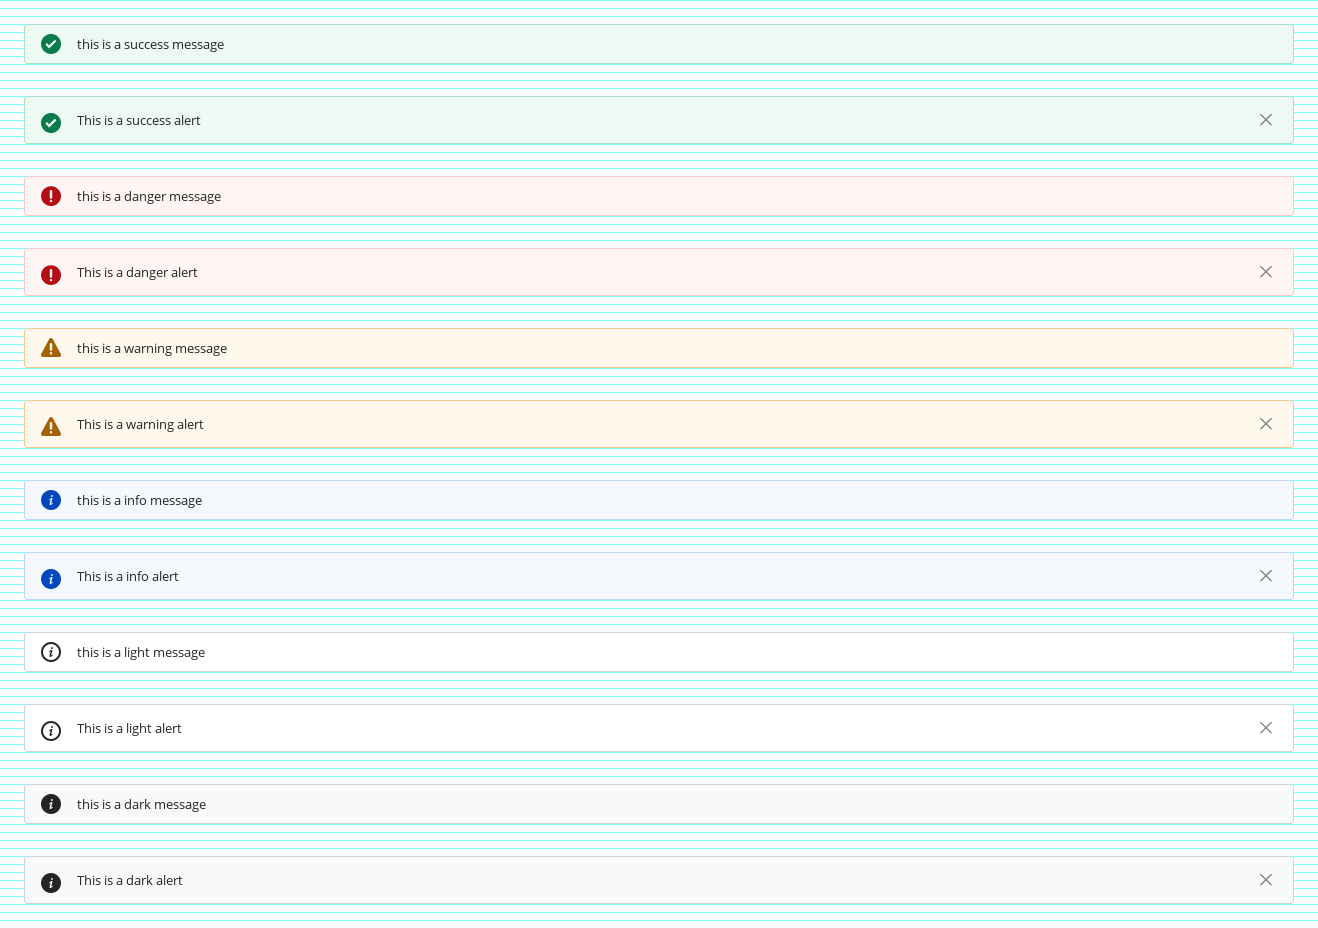 this is a success message
This is a success alert
this is a danger message
This is a danger alert
this is a warning message
This is a warning alert
this is a info message
This is a info alert
this is a light message
This is a light alert
this is a dark message
This is a dark alert